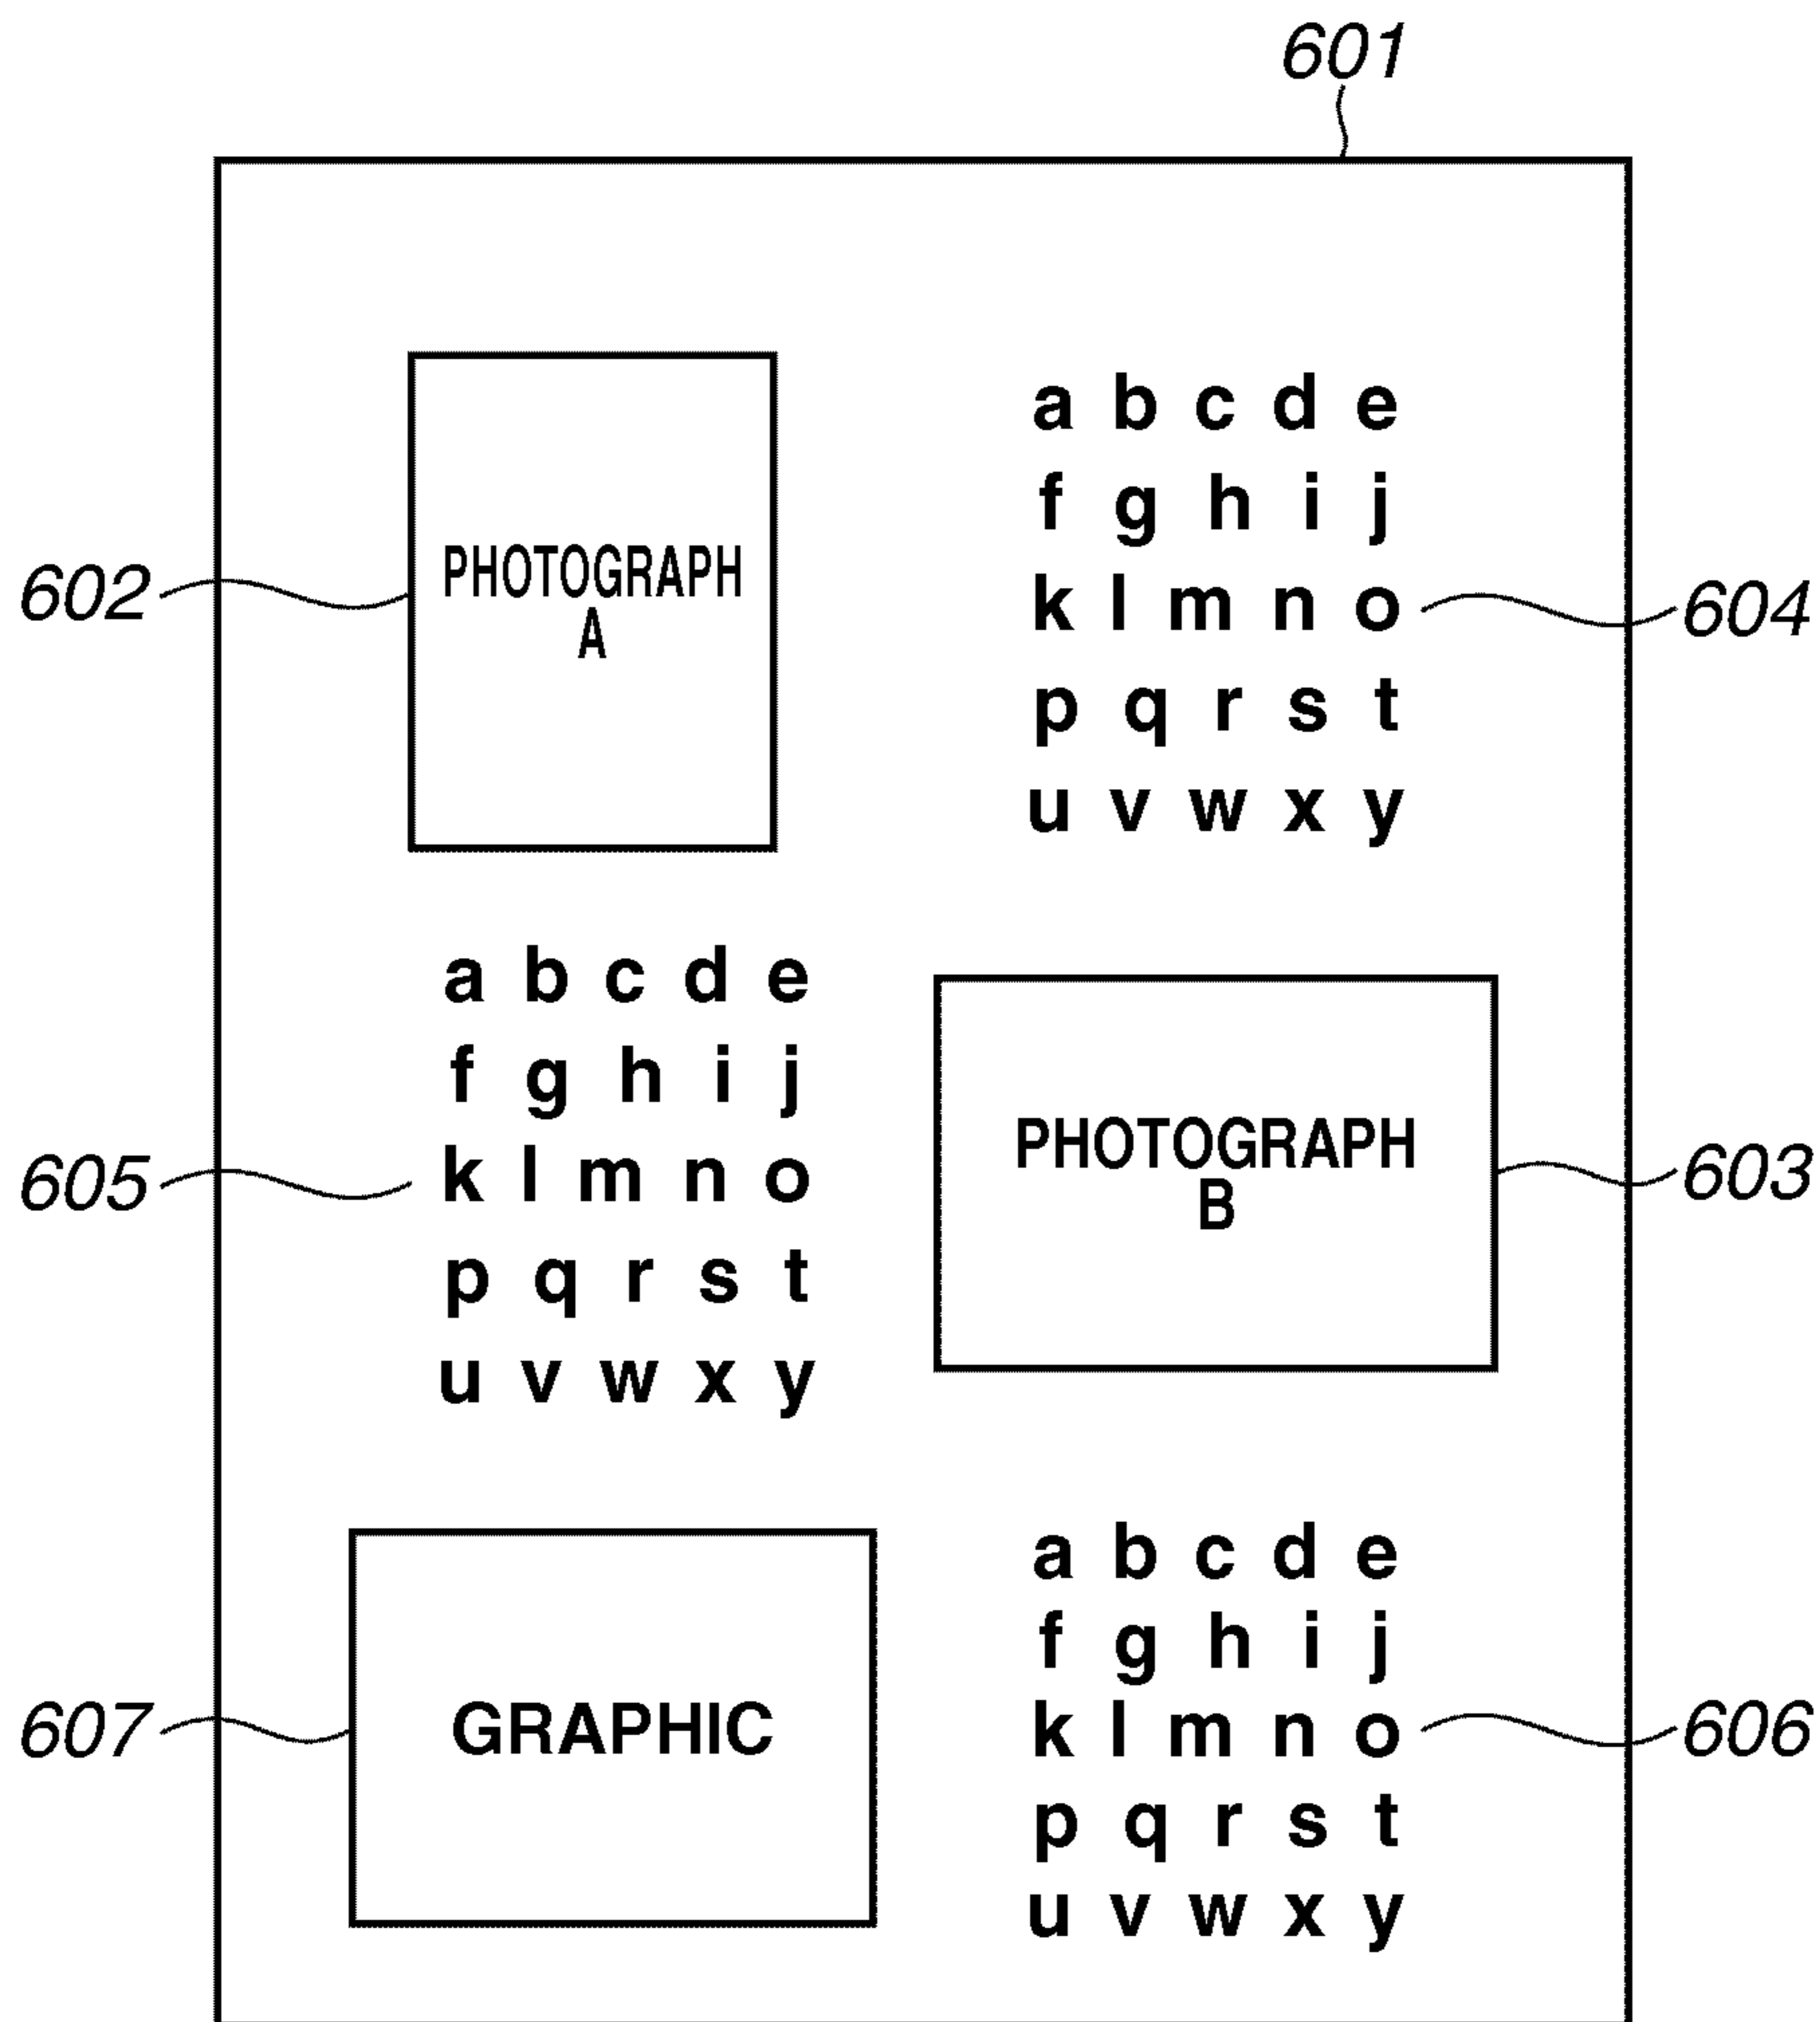 601
602
PHOTOGRAPH
A
a b c d e
f g h i j
k l m n o
p q r s t
u v w x y
604
605
a b c d e
f g h i j
k l m n o
p q r s t
u v w x y
PHOTOGRAPH
B
603
607
GRAPHIC
a b c d e
f g h i j
k l m n o
p q r s t
u v w x y
606